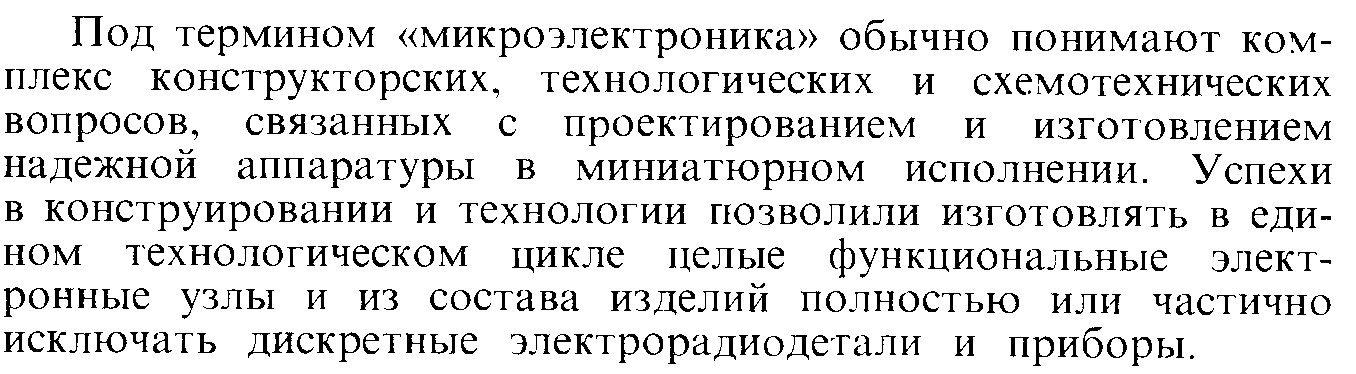 Под термином «микроэлектроника» обычно понимают ком-
плекс конструкторских, технологических и схемотехнических
вопросов, связанных с проектированием и изготовлением
надежной аппаратуры в миниатюрном исполнении. Успехи
в конструировании и технологии позволили изготовлять в еди-
ном технологическом цикле целые функциональные элект-
ронные узлы и из состава изделий полностью или частично
исключать дискретные электрорадиодетали и приборы.